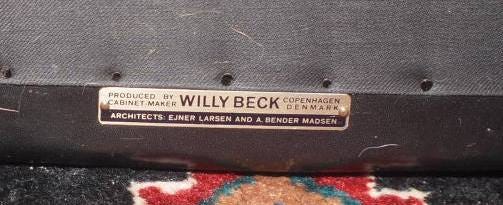 PRODUCED BY WILLY BECK COPENHAGEN
CABINET-MAKER DENMARK
ARCHITECTS: EJNER LARSEN AND A. BENDER MADSEN